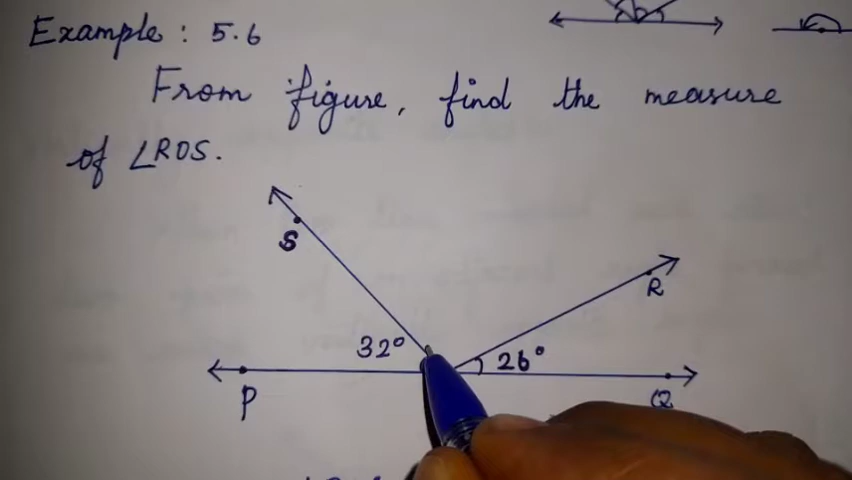 Example : 5.6
From figure, find the measure
of ∠ROS.
S
R
32° 26°
P Q